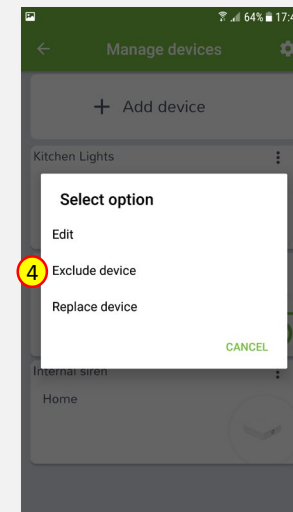 64% 17:4
Manage devices
+ Add device
Kitchen Lights
Select option
Edit
4 Exclude device
Replace device
CANCEL
Internal siren
Home